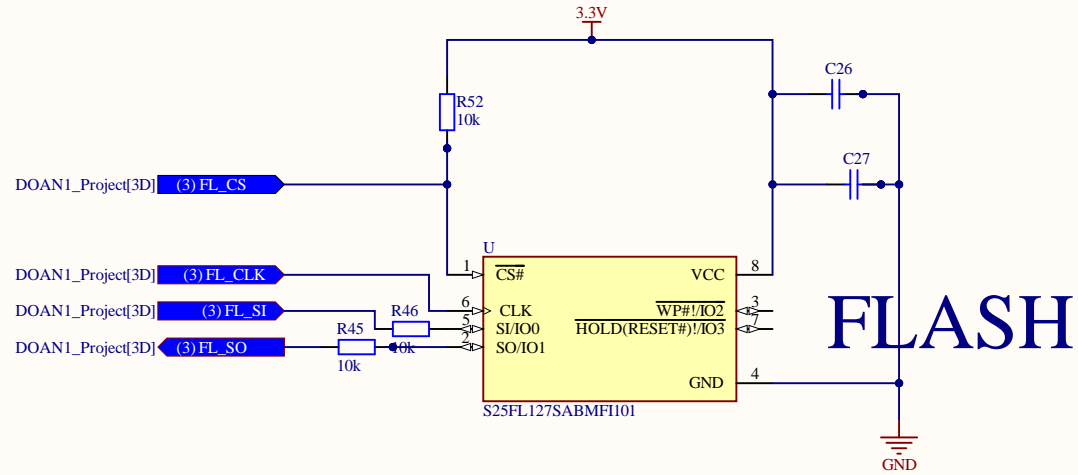 3.3V
C26
R52
10k
C27
DOAN1_Project[3D] (3) FL_CS
U
1 CS# VCC 8
DOAN1_Project[3D] (3) FL_CLK
6 CLK WP#!/IO2 3
DOAN1_Project[3D] (3) FL_SI
R46
10k
5 SI/IO0 HOLD(RESET#)!/IO3 7
FLASH
DOAN1_Project[3D] (3) FL_SO
R45
10k
2 SO/IO1
GND 4
S25FL127SABMFI101
GND